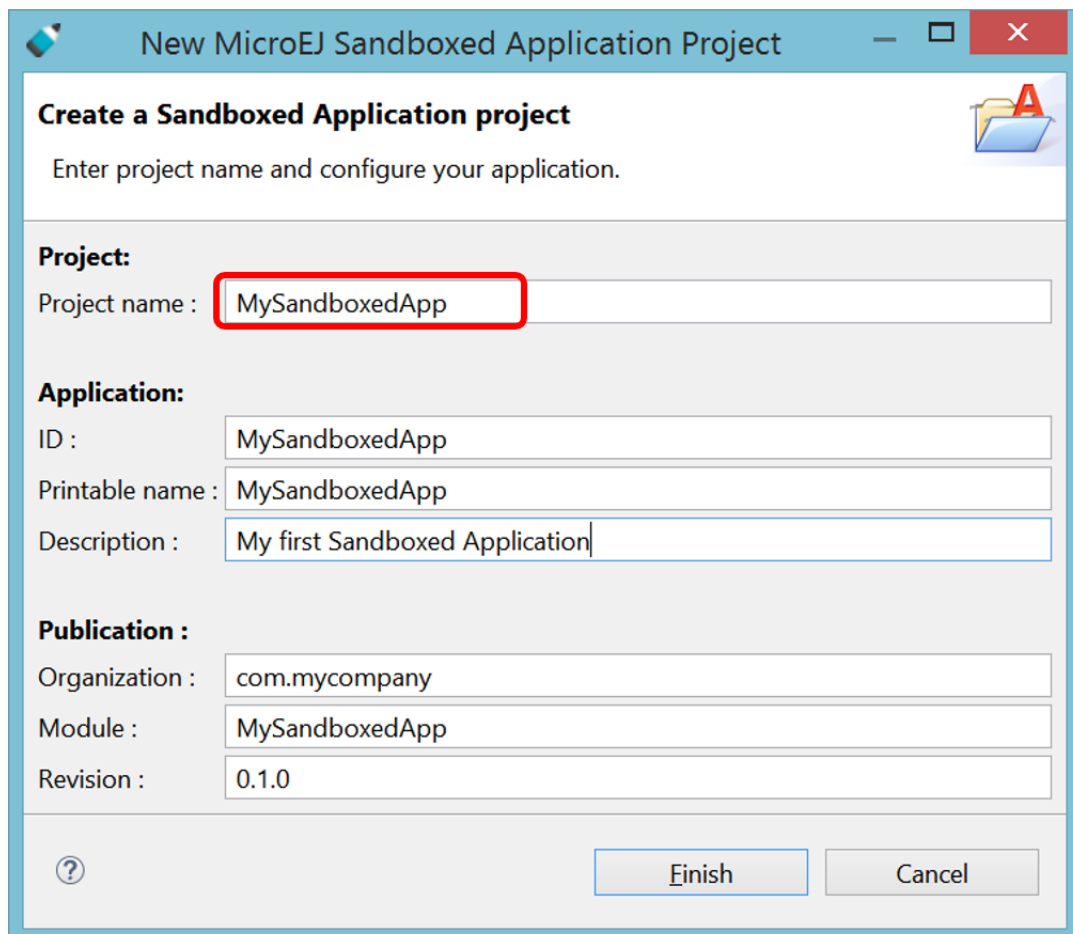 New MicroEJ Sandboxed Application Project
Create a Sandboxed Application project
Enter project name and configure your application.
Project:
Project name : MySandboxedApp
Application:
ID : MySandboxedApp
Printable name : MySandboxedApp
Description : My first Sandboxed Application
Publication :
Organization : com.mycompany
Module : MySandboxedApp
Revision : 0.1.0
? Finish Cancel